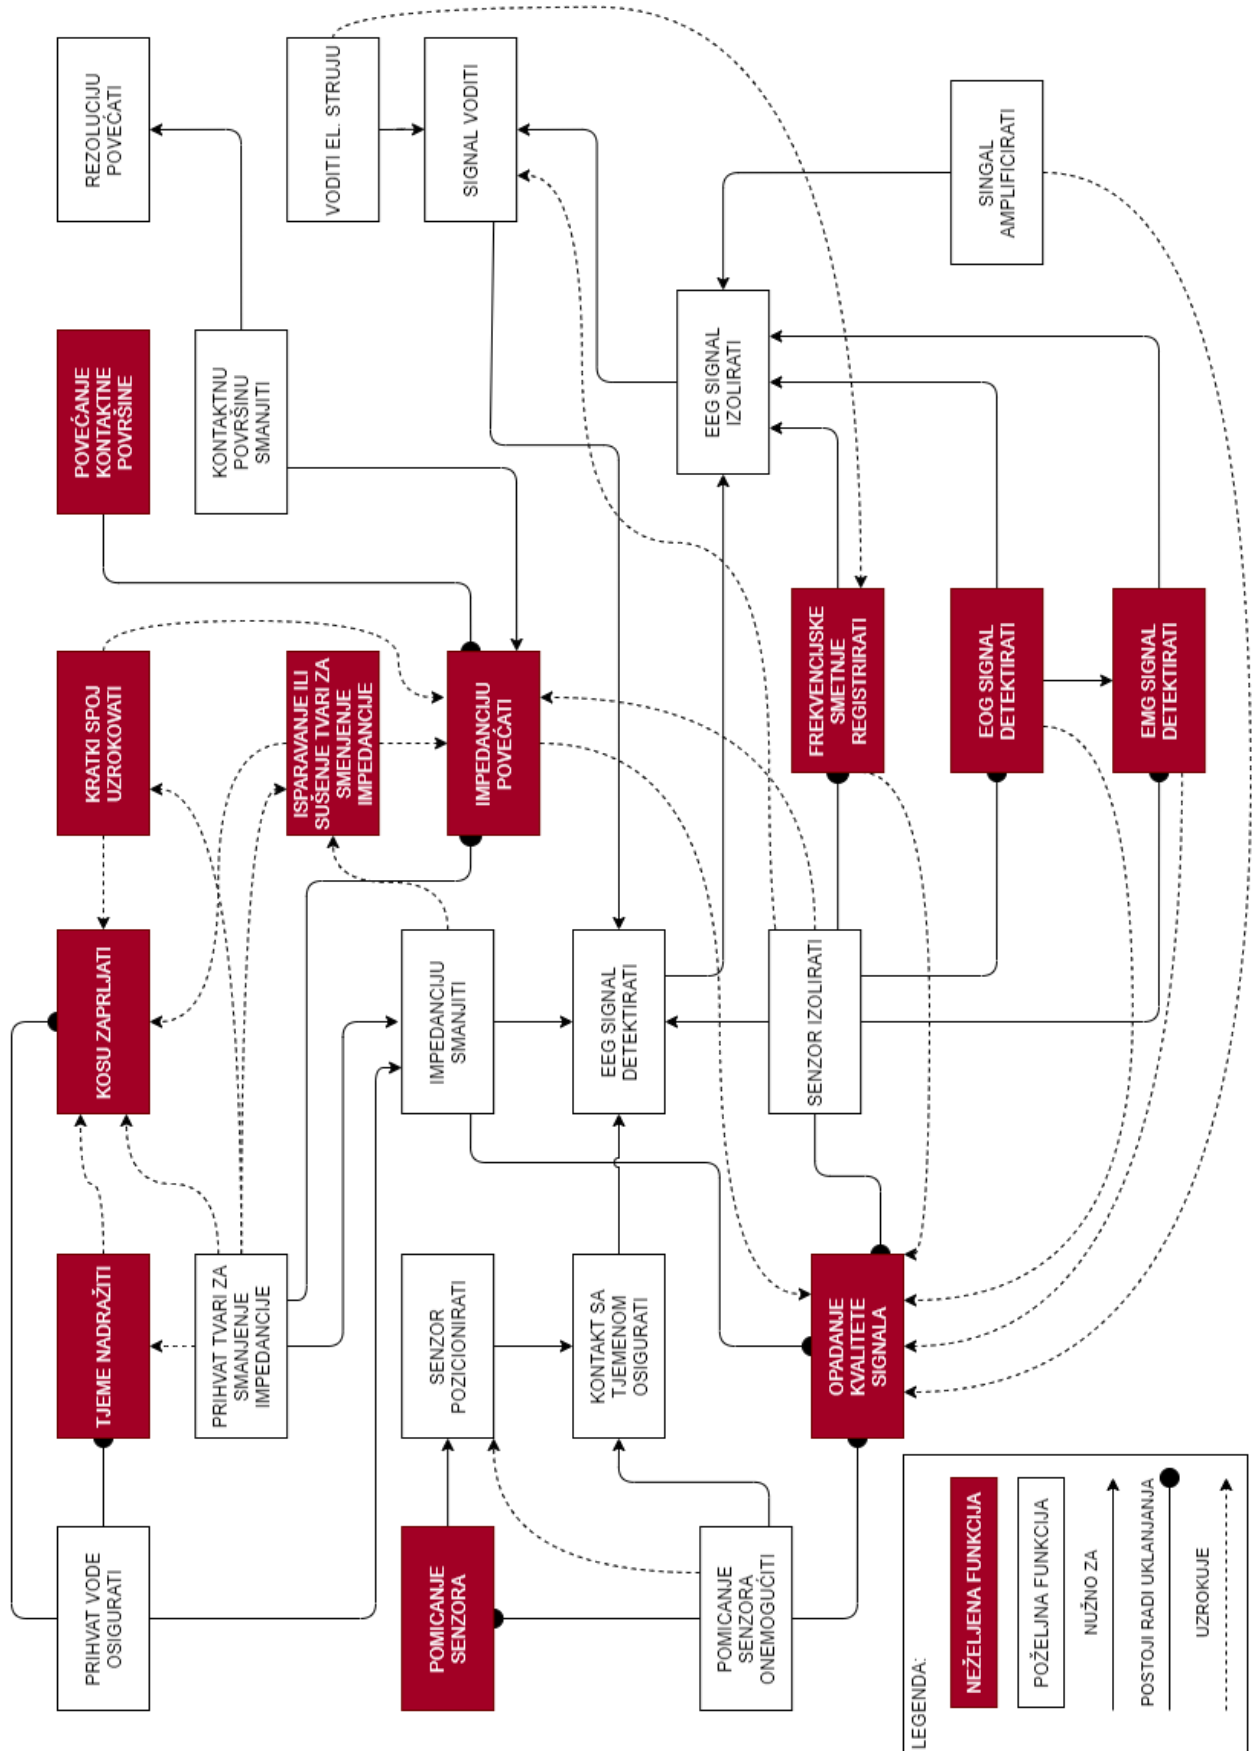 PRIHVAT VODE
OSIGURATI
TJEME NADRAŽITI
KOSU ZAPRLJATI
KRATKI SPOJ
UZROKOVATI
POVEĆANJE
KONTAKTNE
POVRŠINE
REZOLUCIJU
POVEĆATI
PRIHVAT TVARI ZA
SMANJENJE
IMPEDANCIJE
KONTAKTNU
POVRŠINU
SMANJITI
ISPARAVANJE ILI
SUŠENJE TVARI ZA
SMENJENJE
IMPEDANCIJE
VODITI EL. STRUJU
POMICANJE
SENZORA
SENZOR
POZICIONIRATI
IMPEDANCIJU
SMANJITI
IMPEDANCIJU
POVEĆATI
SIGNAL VODITI
KONTAKT SA
TJEMENOM
OSIGURATI
EEG SIGNAL
DETEKTIRATI
POMICANJE
SENZORA
ONEMOGUĆITI
EEG SIGNAL
IZOLIRATI
SENZOR IZOLIRATI
OPADANJE
KVALITETE
SIGNALA
FREKVENCIJSKE
SMETNJE
REGISTRIRATI
EOG SIGNAL
DETEKTIRATI
SINGAL
AMPLIFICIRATI
EMG SIGNAL
DETEKTIRATI
LEGENDA:
NEŽELJENA FUNKCIJA
POŽELJNA FUNKCIJA
NUŽNO ZA
POSTOJI RADI UKLANJANJA
UZROKUJE